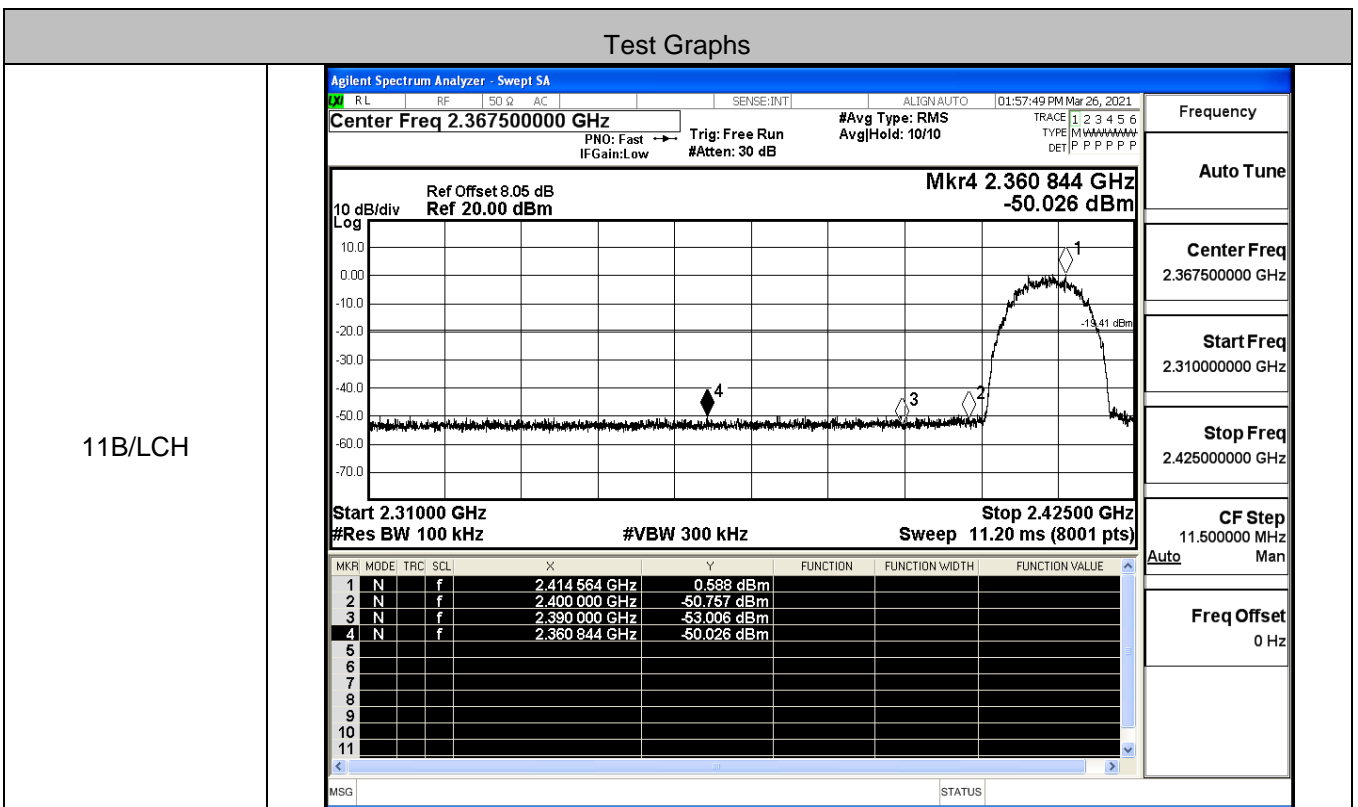 Test Graphs
11B/LCH
Agilent Spectrum Analyzer - Swept SA
LXI RL RF 50 Ω AC SENSE:INT ALIGNAUTO 01:57:49 PM Mar 26, 2021
Center Freq 2.367500000 GHz
PNO: Fast
IFGain:Low
Trig: Free Run
#Atten: 30 dB
#Avg Type: RMS
Avg|Hold: 10/10
TRACE 1 2 3 4 5 6
TYPE M
DET P P P P P P
Mkr4 2.360 844 GHz
-50.026 dBm
Ref Offset 8.05 dB
10 dB/div Ref 20.00 dBm
Log
10.0
0.00
-10.0
-20.0
-30.0
-40.0
-50.0
-60.0
-70.0
1
-19.41 dBm
4
3
2
Start 2.31000 GHz Stop 2.42500 GHz
#Res BW 100 kHz #VBW 300 kHz Sweep 11.20 ms (8001 pts)
MKR MODE TRC SCL X Y FUNCTION FUNCTION WIDTH FUNCTION VALUE
1 N f 2.414 564 GHz 0.588 dBm
2 N f 2.400 000 GHz -50.757 dBm
3 N f 2.390 000 GHz -53.006 dBm
4 N f 2.360 844 GHz -50.026 dBm
5
6
7
8
9
10
11
MSG STATUS
Frequency
Auto Tune
Center Freq
2.367500000 GHz
Start Freq
2.310000000 GHz
Stop Freq
2.425000000 GHz
CF Step
11.500000 MHz
Auto Man
Freq Offset
0 Hz